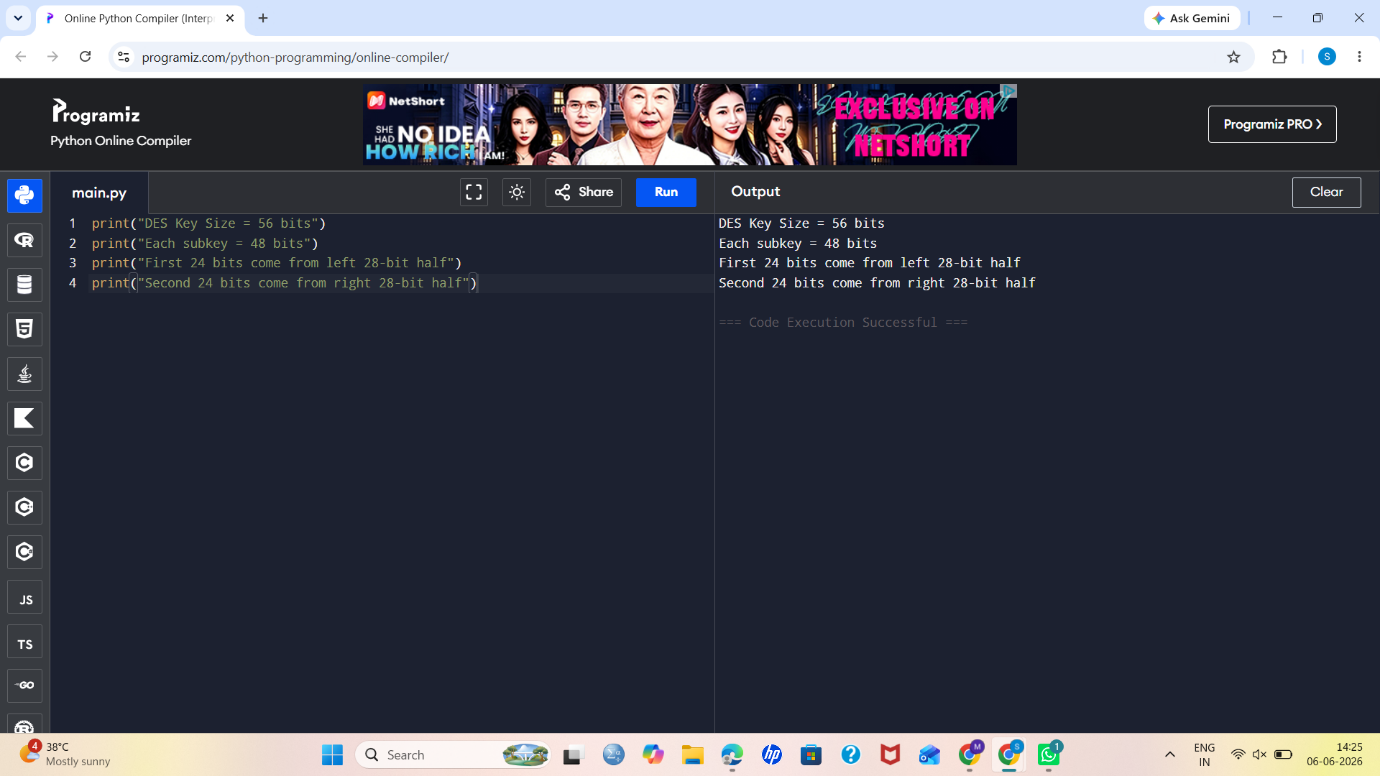 Online Python Compiler (Interp
Ask Gemini
programiz.com/python-programming/online-compiler/
S
Programiz
Python Online Compiler
NetShort
SHE HAD NO IDEA
HOW RICH I AM!
EXCLUSIVE ON
NETSHORT
Programiz PRO
main.py
Share
Run
Output
Clear
1 print("DES Key Size = 56 bits")
2 print("Each subkey = 48 bits")
3 print("First 24 bits come from left 28-bit half")
4 print("Second 24 bits come from right 28-bit half")
DES Key Size = 56 bits
Each subkey = 48 bits
First 24 bits come from left 28-bit half
Second 24 bits come from right 28-bit half
=== Code Execution Successful ===
R
5
C
C
C
JS
TS
GO
4
38°C
Mostly sunny
Search
hp
M
S
1
ENG
IN
14:25
06-06-2026